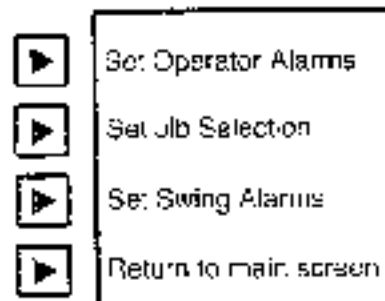 Set Operator Alarms
Set Jib Selection
Set Swing Alarms
Return to main screen